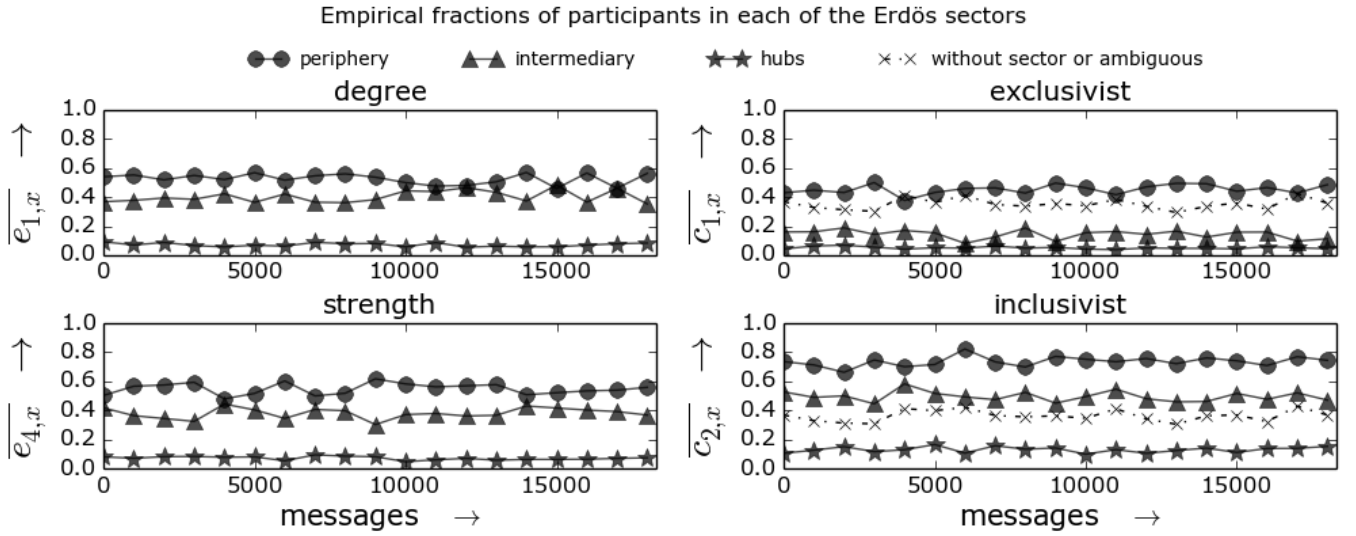 Empirical fractions of participants in each of the Erdös sectors
periphery intermediary hubs without sector or ambiguous
degree
1.0
0.8
0.6
0.4
0.2
0.0
0 5000 10000 15000
e1,x →
exclusivist
1.0
0.8
0.6
0.4
0.2
0.0
0 5000 10000 15000
c1,x →
strength
1.0
0.8
0.6
0.4
0.2
0.0
0 5000 10000 15000
e4,x →
messages →
inclusivist
1.0
0.8
0.6
0.4
0.2
0.0
0 5000 10000 15000
c2,x →
messages →